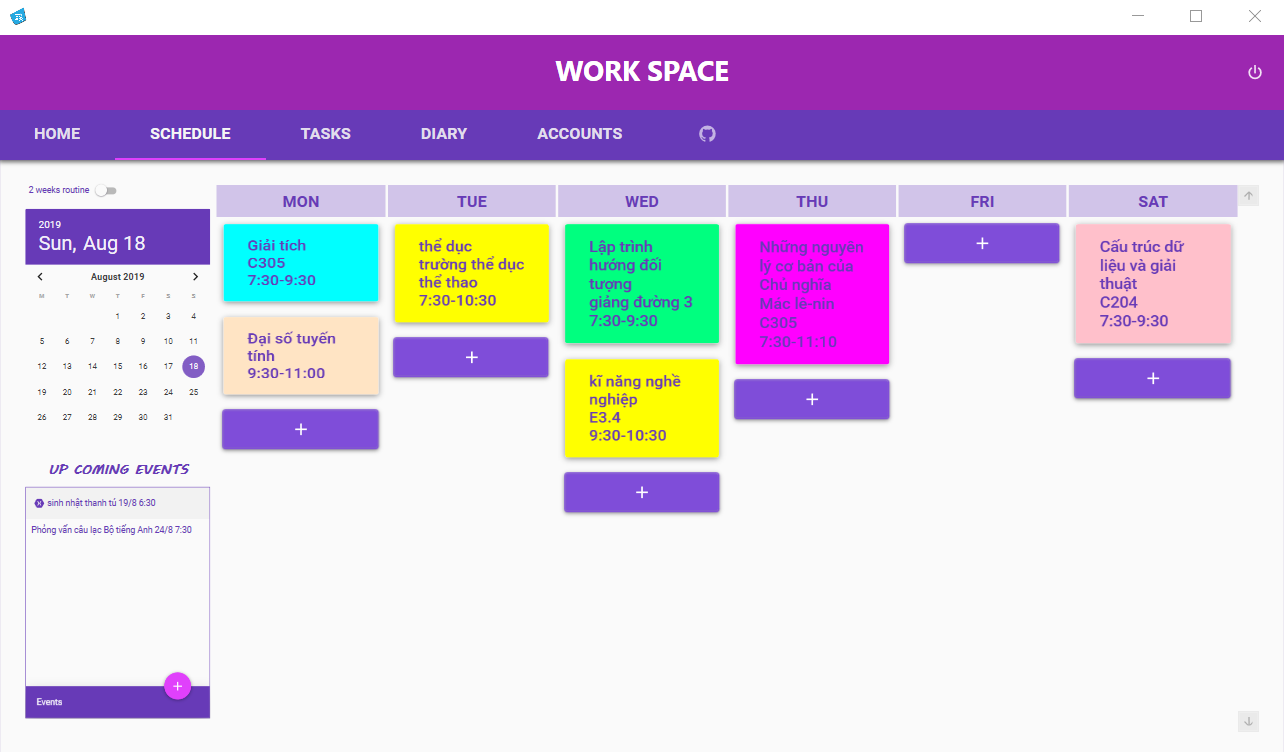 WORK SPACE
HOME SCHEDULE TASKS DIARY ACCOUNTS
2 weeks routine
2019
Sun, Aug 18
August 2019
M T W T F S S
1 2 3 4
5 6 7 8 9 10 11
12 13 14 15 16 17 18
19 20 21 22 23 24 25
26 27 28 29 30 31
UP COMING EVENTS
sinh nhật thanh tú 19/8 6:30
Phỏng vấn câu lạc Bộ tiếng Anh 24/8 7:30
+
Events
MON
Giải tích
C305
7:30-9:30
Đại số tuyến
tính
9:30-11:00
+
TUE
thể dục
trường thể dục
thể thao
7:30-10:30
+
WED
Lập trình
hướng đối
tượng
giảng đường 3
7:30-9:30
kĩ năng nghề
nghiệp
E3.4
9:30-10:30
+
THU
Những nguyên
lý cơ bản của
Chủ nghĩa
Mác lê-nin
C305
7:30-11:10
+
FRI
+
SAT
Cấu trúc dữ
liệu và giải
thuật
C204
7:30-9:30
+